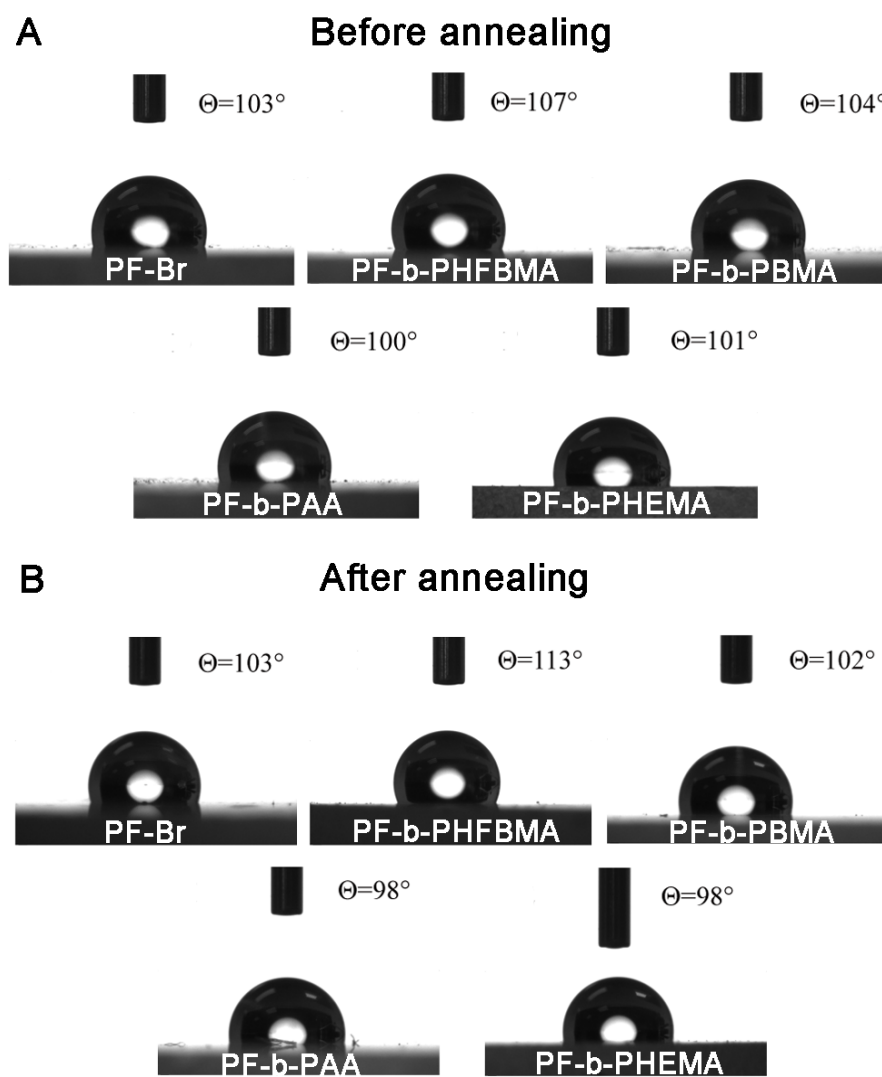 A Before annealing
Θ=103° Θ=107° Θ=104°
PF-Br PF-b-PHFBMA PF-b-PBMA
Θ=100° Θ=101°
PF-b-PAA PF-b-PHEMA
B After annealing
Θ=103° Θ=113° Θ=102°
PF-Br PF-b-PHFBMA PF-b-PBMA
Θ=98° Θ=98°
PF-b-PAA PF-b-PHEMA